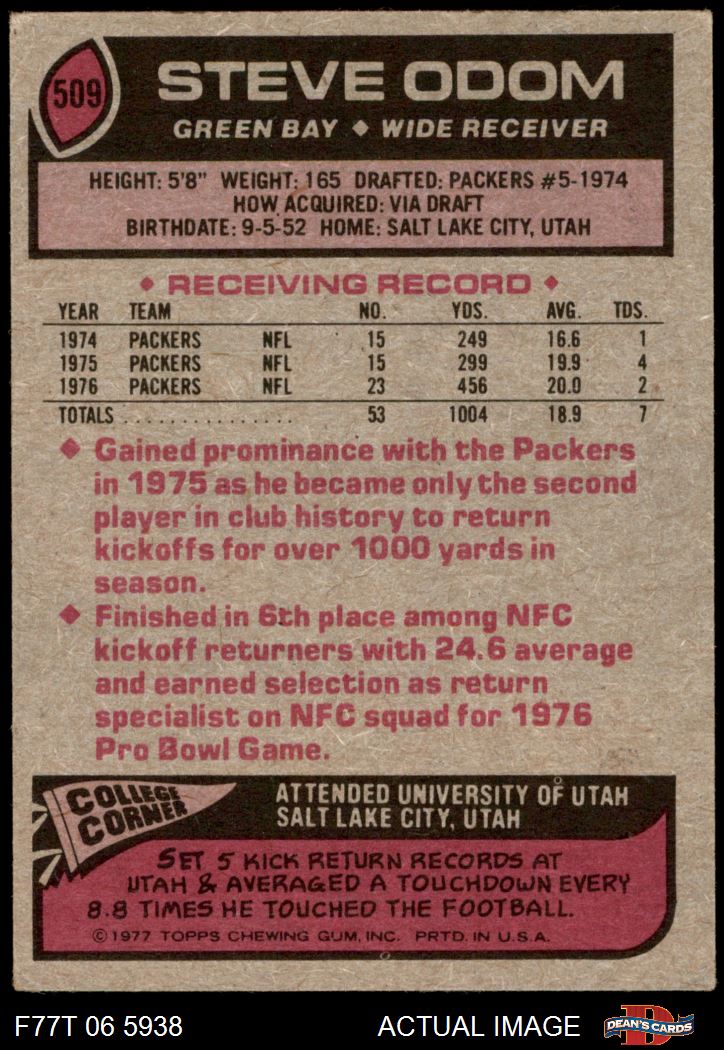 509
STEVE ODOM
GREEN BAY ◆ WIDE RECEIVER
HEIGHT: 5'8" WEIGHT: 165 DRAFTED: PACKERS #5-1974
HOW ACQUIRED: VIA DRAFT
BIRTHDATE: 9-5-52 HOME: SALT LAKE CITY, UTAH
◆ RECEIVING RECORD ◆
YEAR TEAM NO. YDS. AVG. TDS.
1974 PACKERS NFL 15 249 16.6 1
1975 PACKERS NFL 15 299 19.9 4
1976 PACKERS NFL 23 456 20.0 2
TOTALS ............... 53 1004 18.9 7
◆ Gained prominance with the Packers
in 1975 as he became only the second
player in club history to return
kickoffs for over 1000 yards in
season.
◆ Finished in 6th place among NFC
kickoff returners with 24.6 average
and earned selection as return
specialist on NFC squad for 1976
Pro Bowl Game.
COLLEGE
CORNER
ATTENDED UNIVERSITY OF UTAH
SALT LAKE CITY, UTAH
SET 5 KICK RETURN RECORDS AT
UTAH & AVERAGED A TOUCHDOWN EVERY
8.8 TIMES HE TOUCHED THE FOOTBALL.
© 1977 TOPPS CHEWING GUM, INC. PRTD. IN U.S.A.
F77T 06 5938 ACTUAL IMAGE
D
DEAN'S CARDS